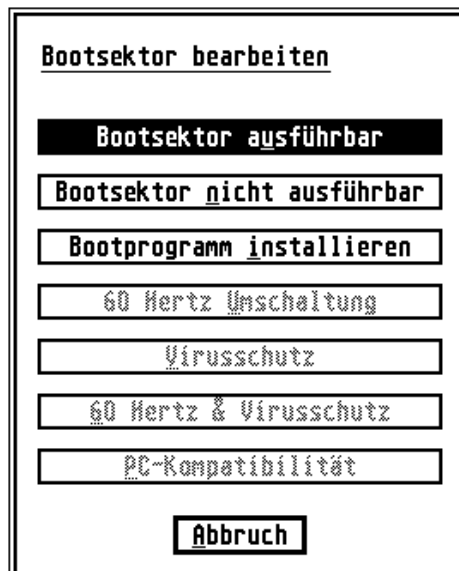 Bootsektor bearbeiten
Bootsektor ausführbar
Bootsektor nicht ausführbar
Bootprogramm installieren
60 Hertz Umschaltung
Virusschutz
60 Hertz & Virusschutz
PC-Kompatibilität
Abbruch